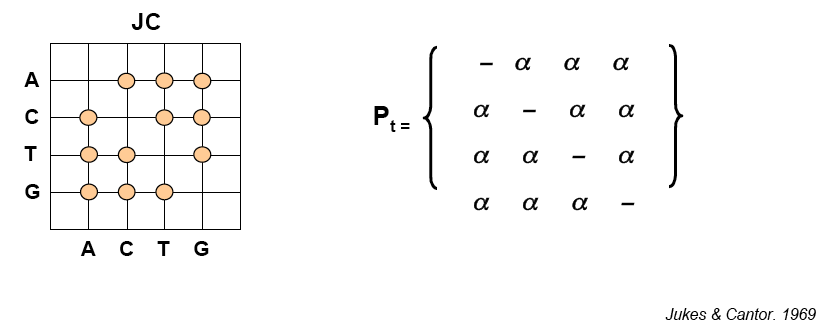 JC
A
C
T
G
A C T G
P t =
– α α α
α – α α
α α – α
α α α –
Jukes & Cantor. 1969